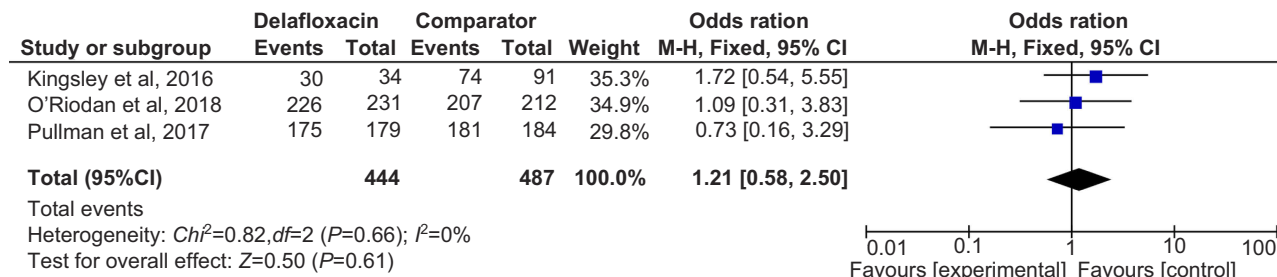 Delafloxacin Comparator Odds ration Odds ration
Study or subgroup Events Total Events Total Weight M-H, Fixed, 95% CI M-H, Fixed, 95% CI
Kingsley et al, 2016 30 34 74 91 35.3% 1.72 [0.54, 5.55]
O'Riodan et al, 2018 226 231 207 212 34.9% 1.09 [0.31, 3.83]
Pullman et al, 2017 175 179 181 184 29.8% 0.73 [0.16, 3.29]
Total (95%CI) 444 487 100.0% 1.21 [0.58, 2.50]
Total events
Heterogeneity: Chi²=0.82,df=2 (P=0.66); I²=0%
Test for overall effect: Z=0.50 (P=0.61)
0.01 0.1 1 10 100
Favours [experimental] Favours [control]